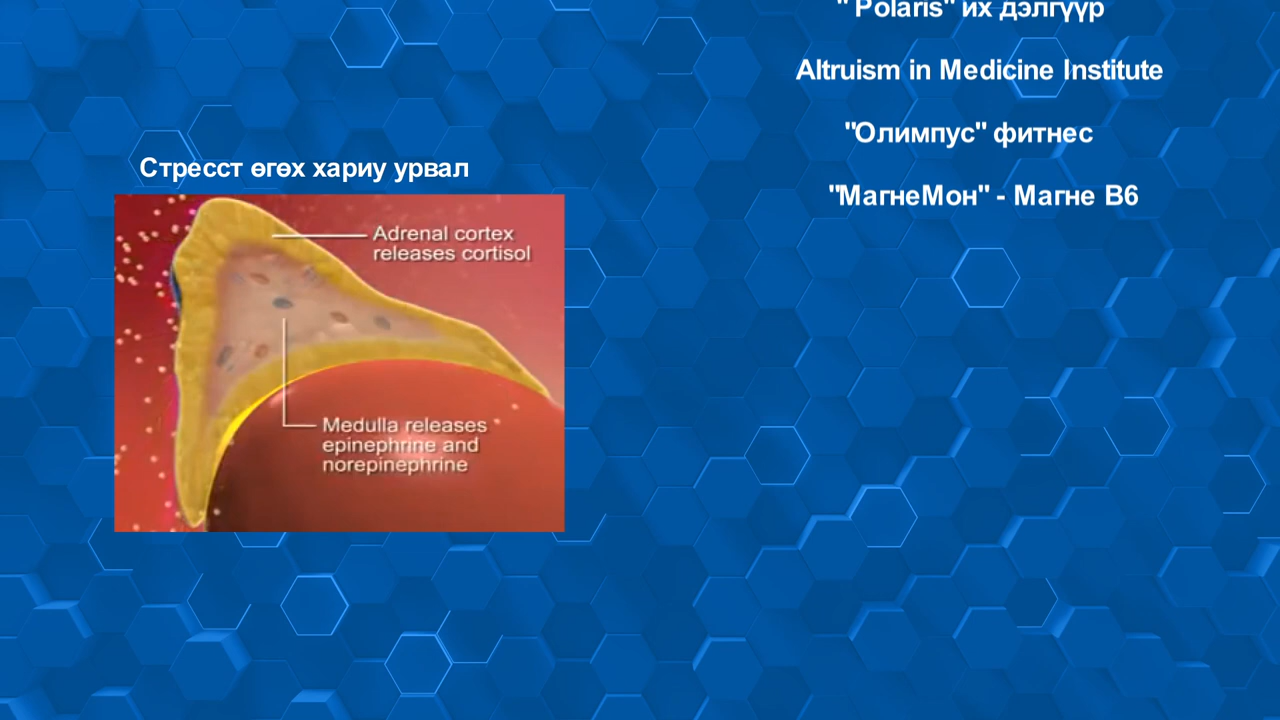 " Polaris" их дэлгүүр
Altruism in Medicine Institute
"Олимпус" фитнес
"МагнеМон" - Магне В6
Стресст өгөх хариу урвал
Adrenal cortex
releases cortisol
Medulla releases
epinephrine and
norepinephrine